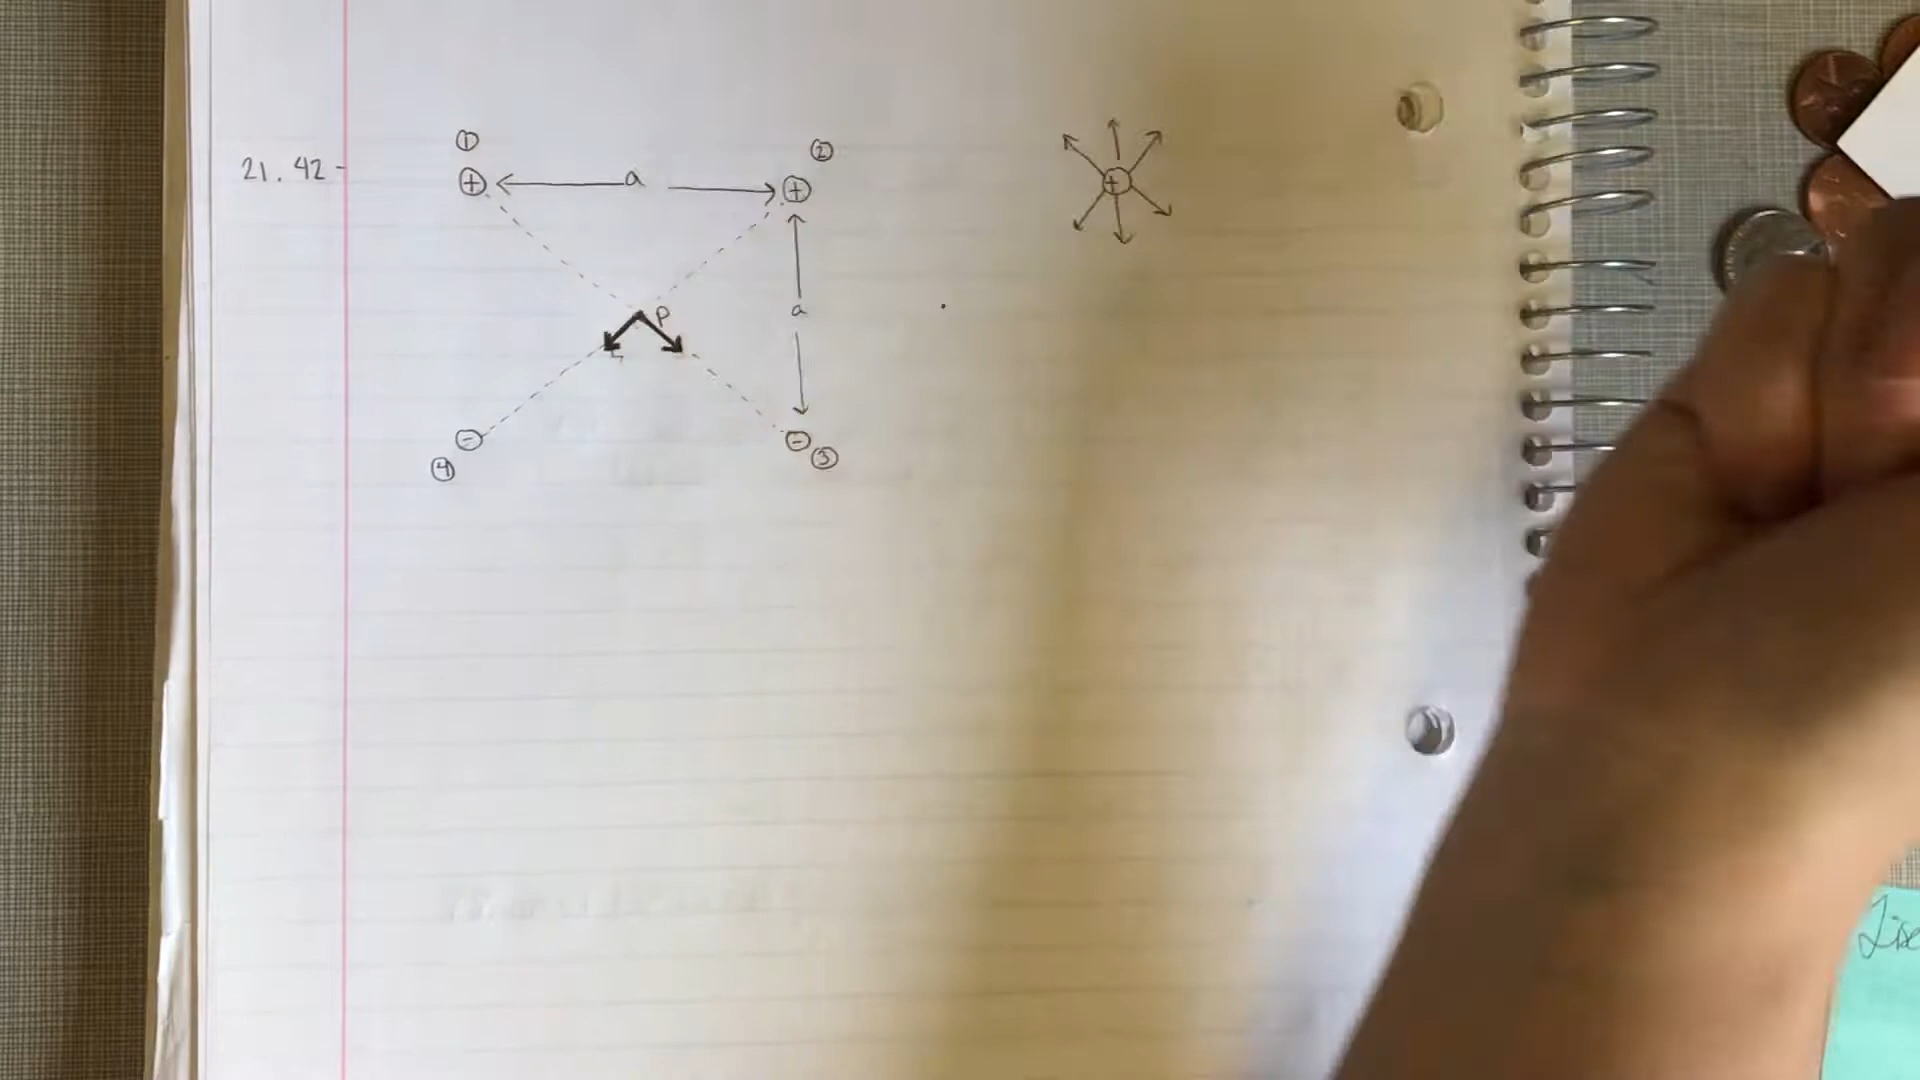 21.42-
① ②
+ a +
+
P
a
- -
④ ③